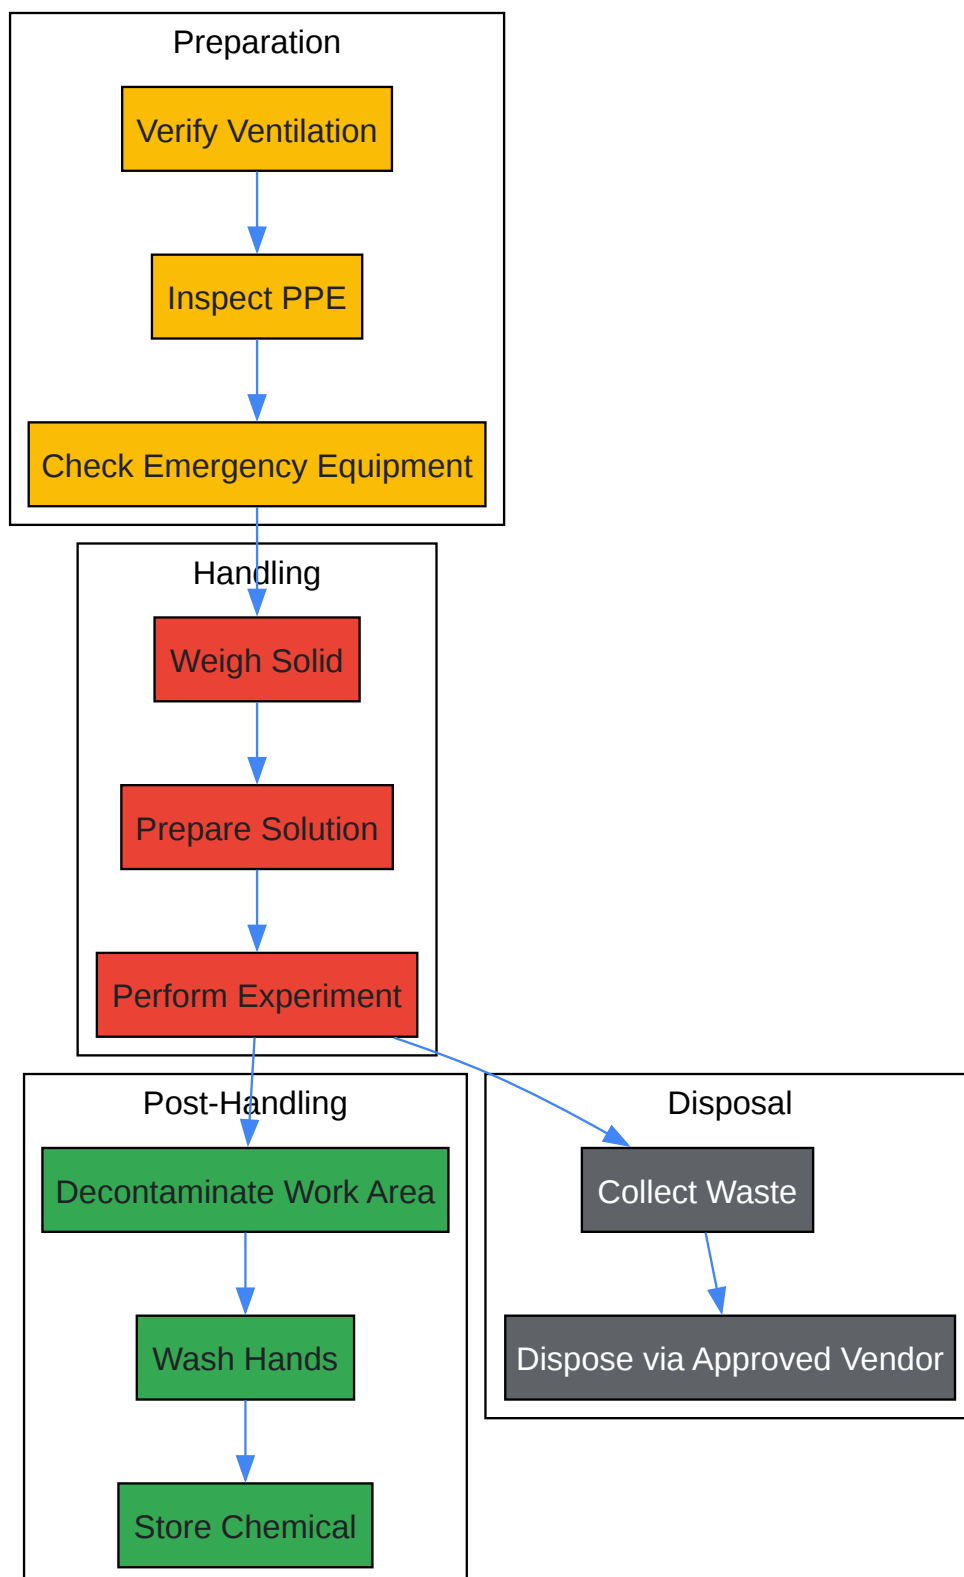 Preparation
Verify Ventilation
Inspect PPE
Check Emergency Equipment
Handling
Weigh Solid
Prepare Solution
Perform Experiment
Post-Handling
Decontaminate Work Area
Wash Hands
Store Chemical
Disposal
Collect Waste
Dispose via Approved Vendor